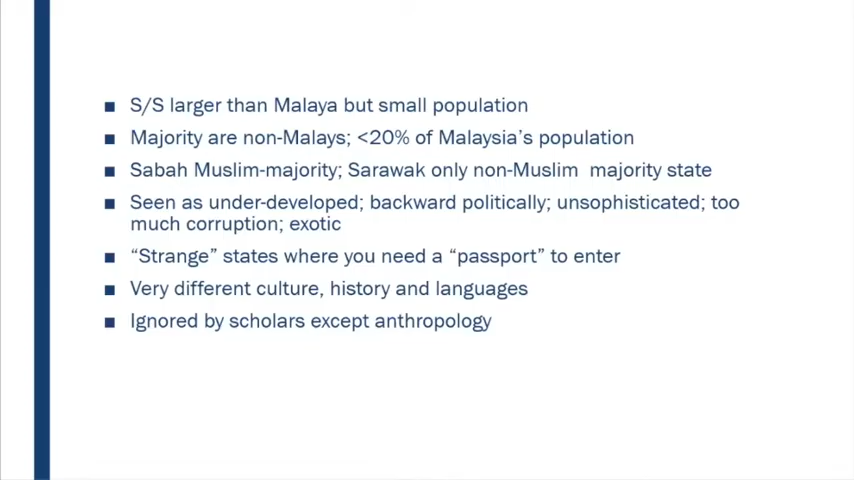 ■ S/S larger than Malaya but small population
■ Majority are non-Malays; <20% of Malaysia's population
■ Sabah Muslim-majority; Sarawak only non-Muslim  majority state
■ Seen as under-developed; backward politically; unsophisticated; too
much corruption; exotic
■ “Strange” states where you need a “passport” to enter
■ Very different culture, history and languages
■ Ignored by scholars except anthropology